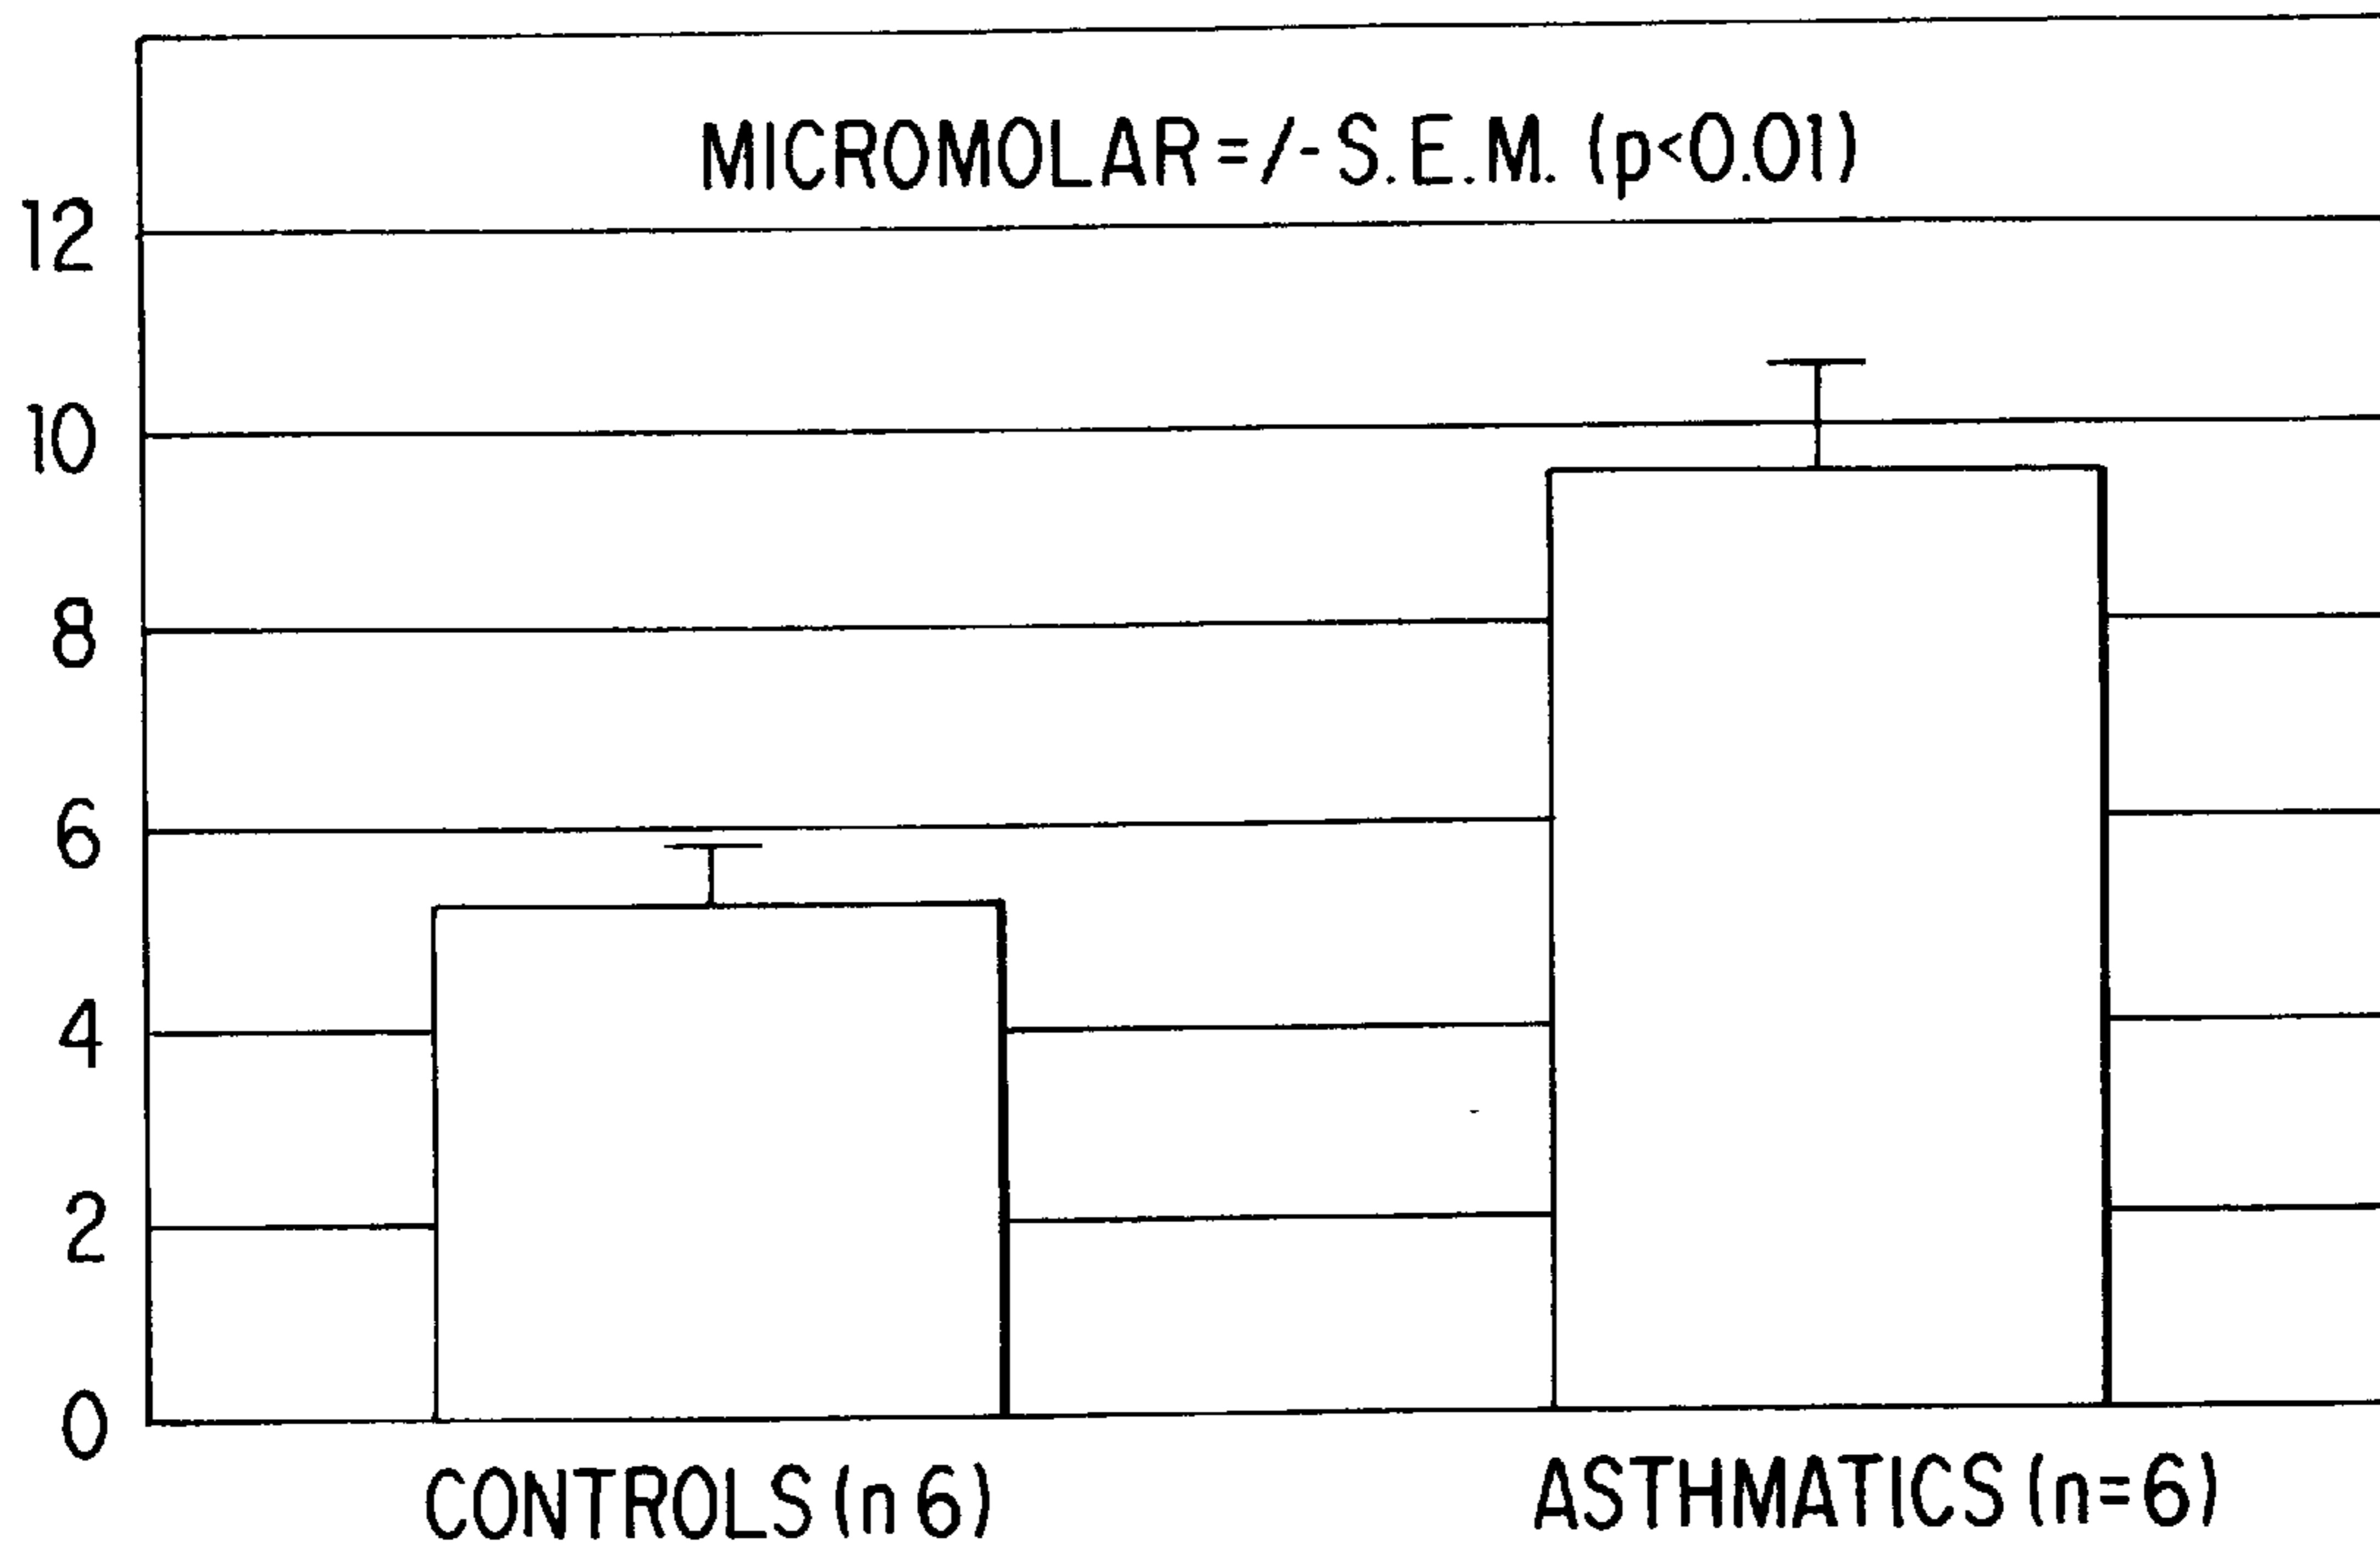 MICROMOLAR =/- S.E.M. (p<0.01)
12
10
8
6
4
2
0
CONTROLS (n 6)
ASTHMATICS (n=6)